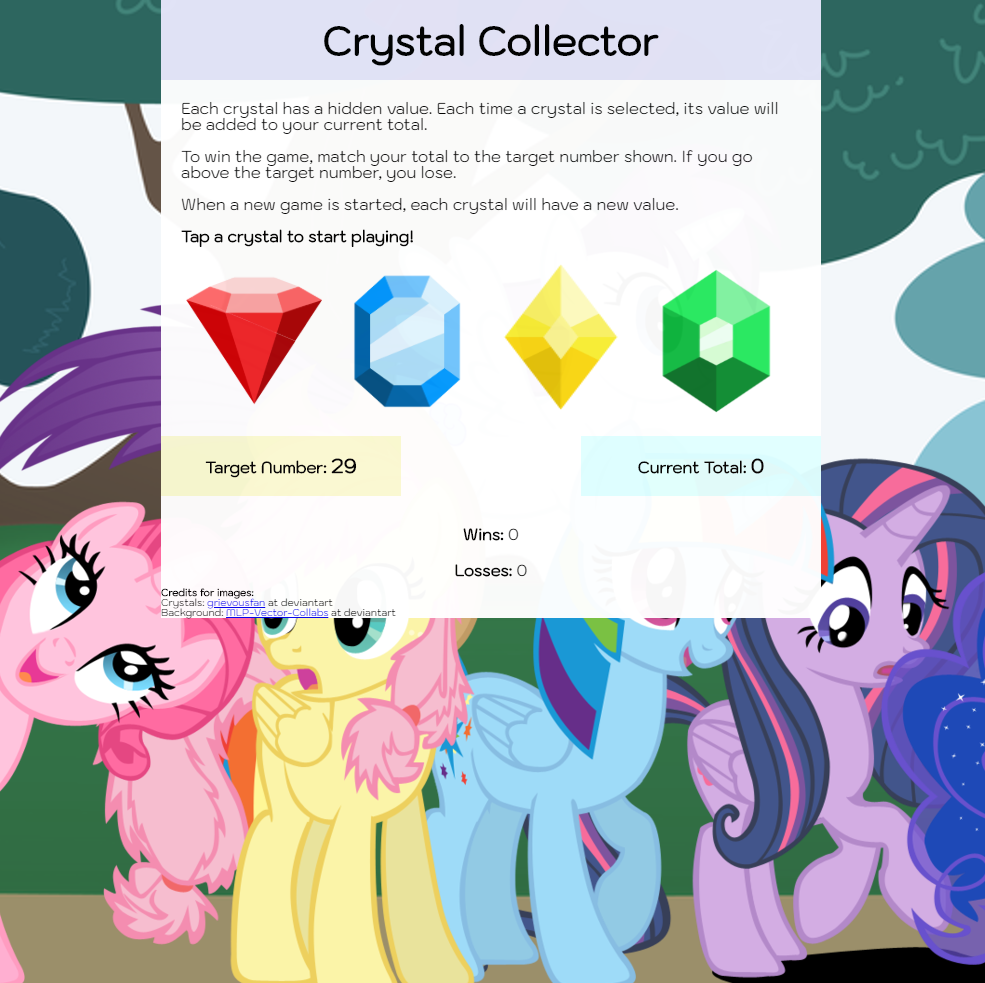 Crystal Collector
Each crystal has a hidden value. Each time a crystal is selected, its value will
be added to your current total.
To win the game, match your total to the target number shown. If you go
above the target number, you lose.
When a new game is started, each crystal will have a new value.
Tap a crystal to start playing!
Target Number: 29
Current Total: 0
Wins: 0
Losses: 0
Credits for images:
Crystals: grievousfan at deviantart
Background: MLP-Vector-Collabs at deviantart